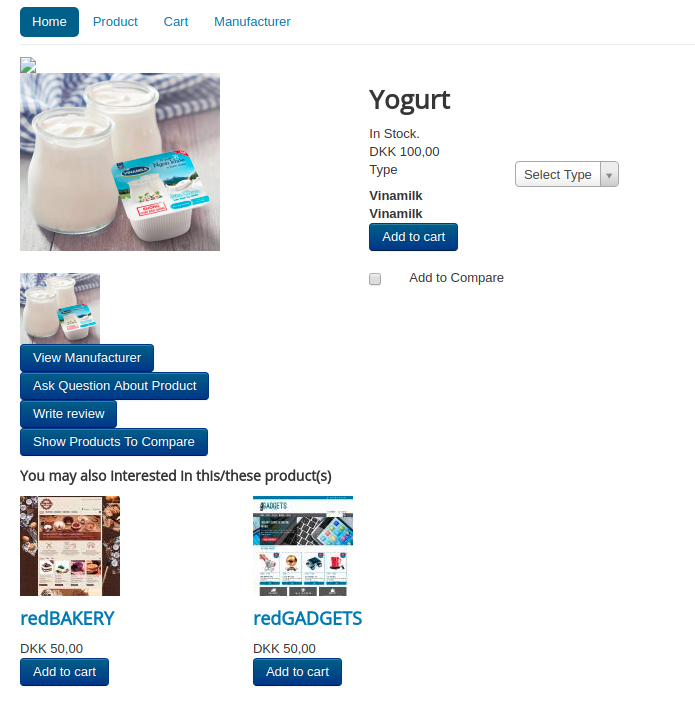 Home Product Cart Manufacturer
Yogurt
In Stock.
DKK 100,00
Type Select Type
Vinamilk
Vinamilk
Add to cart
Add to Compare
VINAMILK
View Manufacturer
Ask Question About Product
Write review
Show Products To Compare
You may also Interested In this/these product(s)
GADGETS
redBAKERY redGADGETS
DKK 50,00 DKK 50,00
Add to cart Add to cart